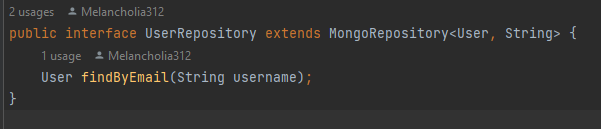 2 usages Melancholia312
public interface UserRepository extends MongoRepository<User, String> {
1 usage Melancholia312
User findByEmail(String username);
}